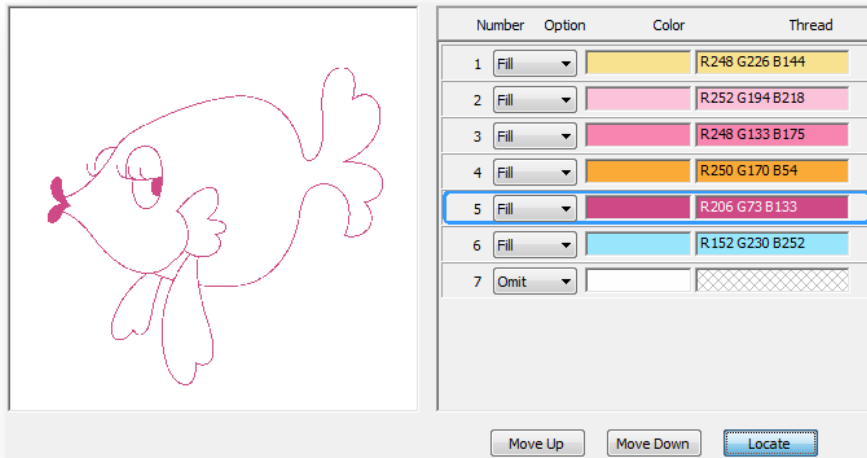 Number Option Color Thread
1 Fill R248 G226 B144
2 Fill R252 G194 B218
3 Fill R248 G133 B175
4 Fill R250 G170 B54
5 Fill R206 G73 B133
6 Fill R152 G230 B252
7 Omit
Move Up Move Down Locate